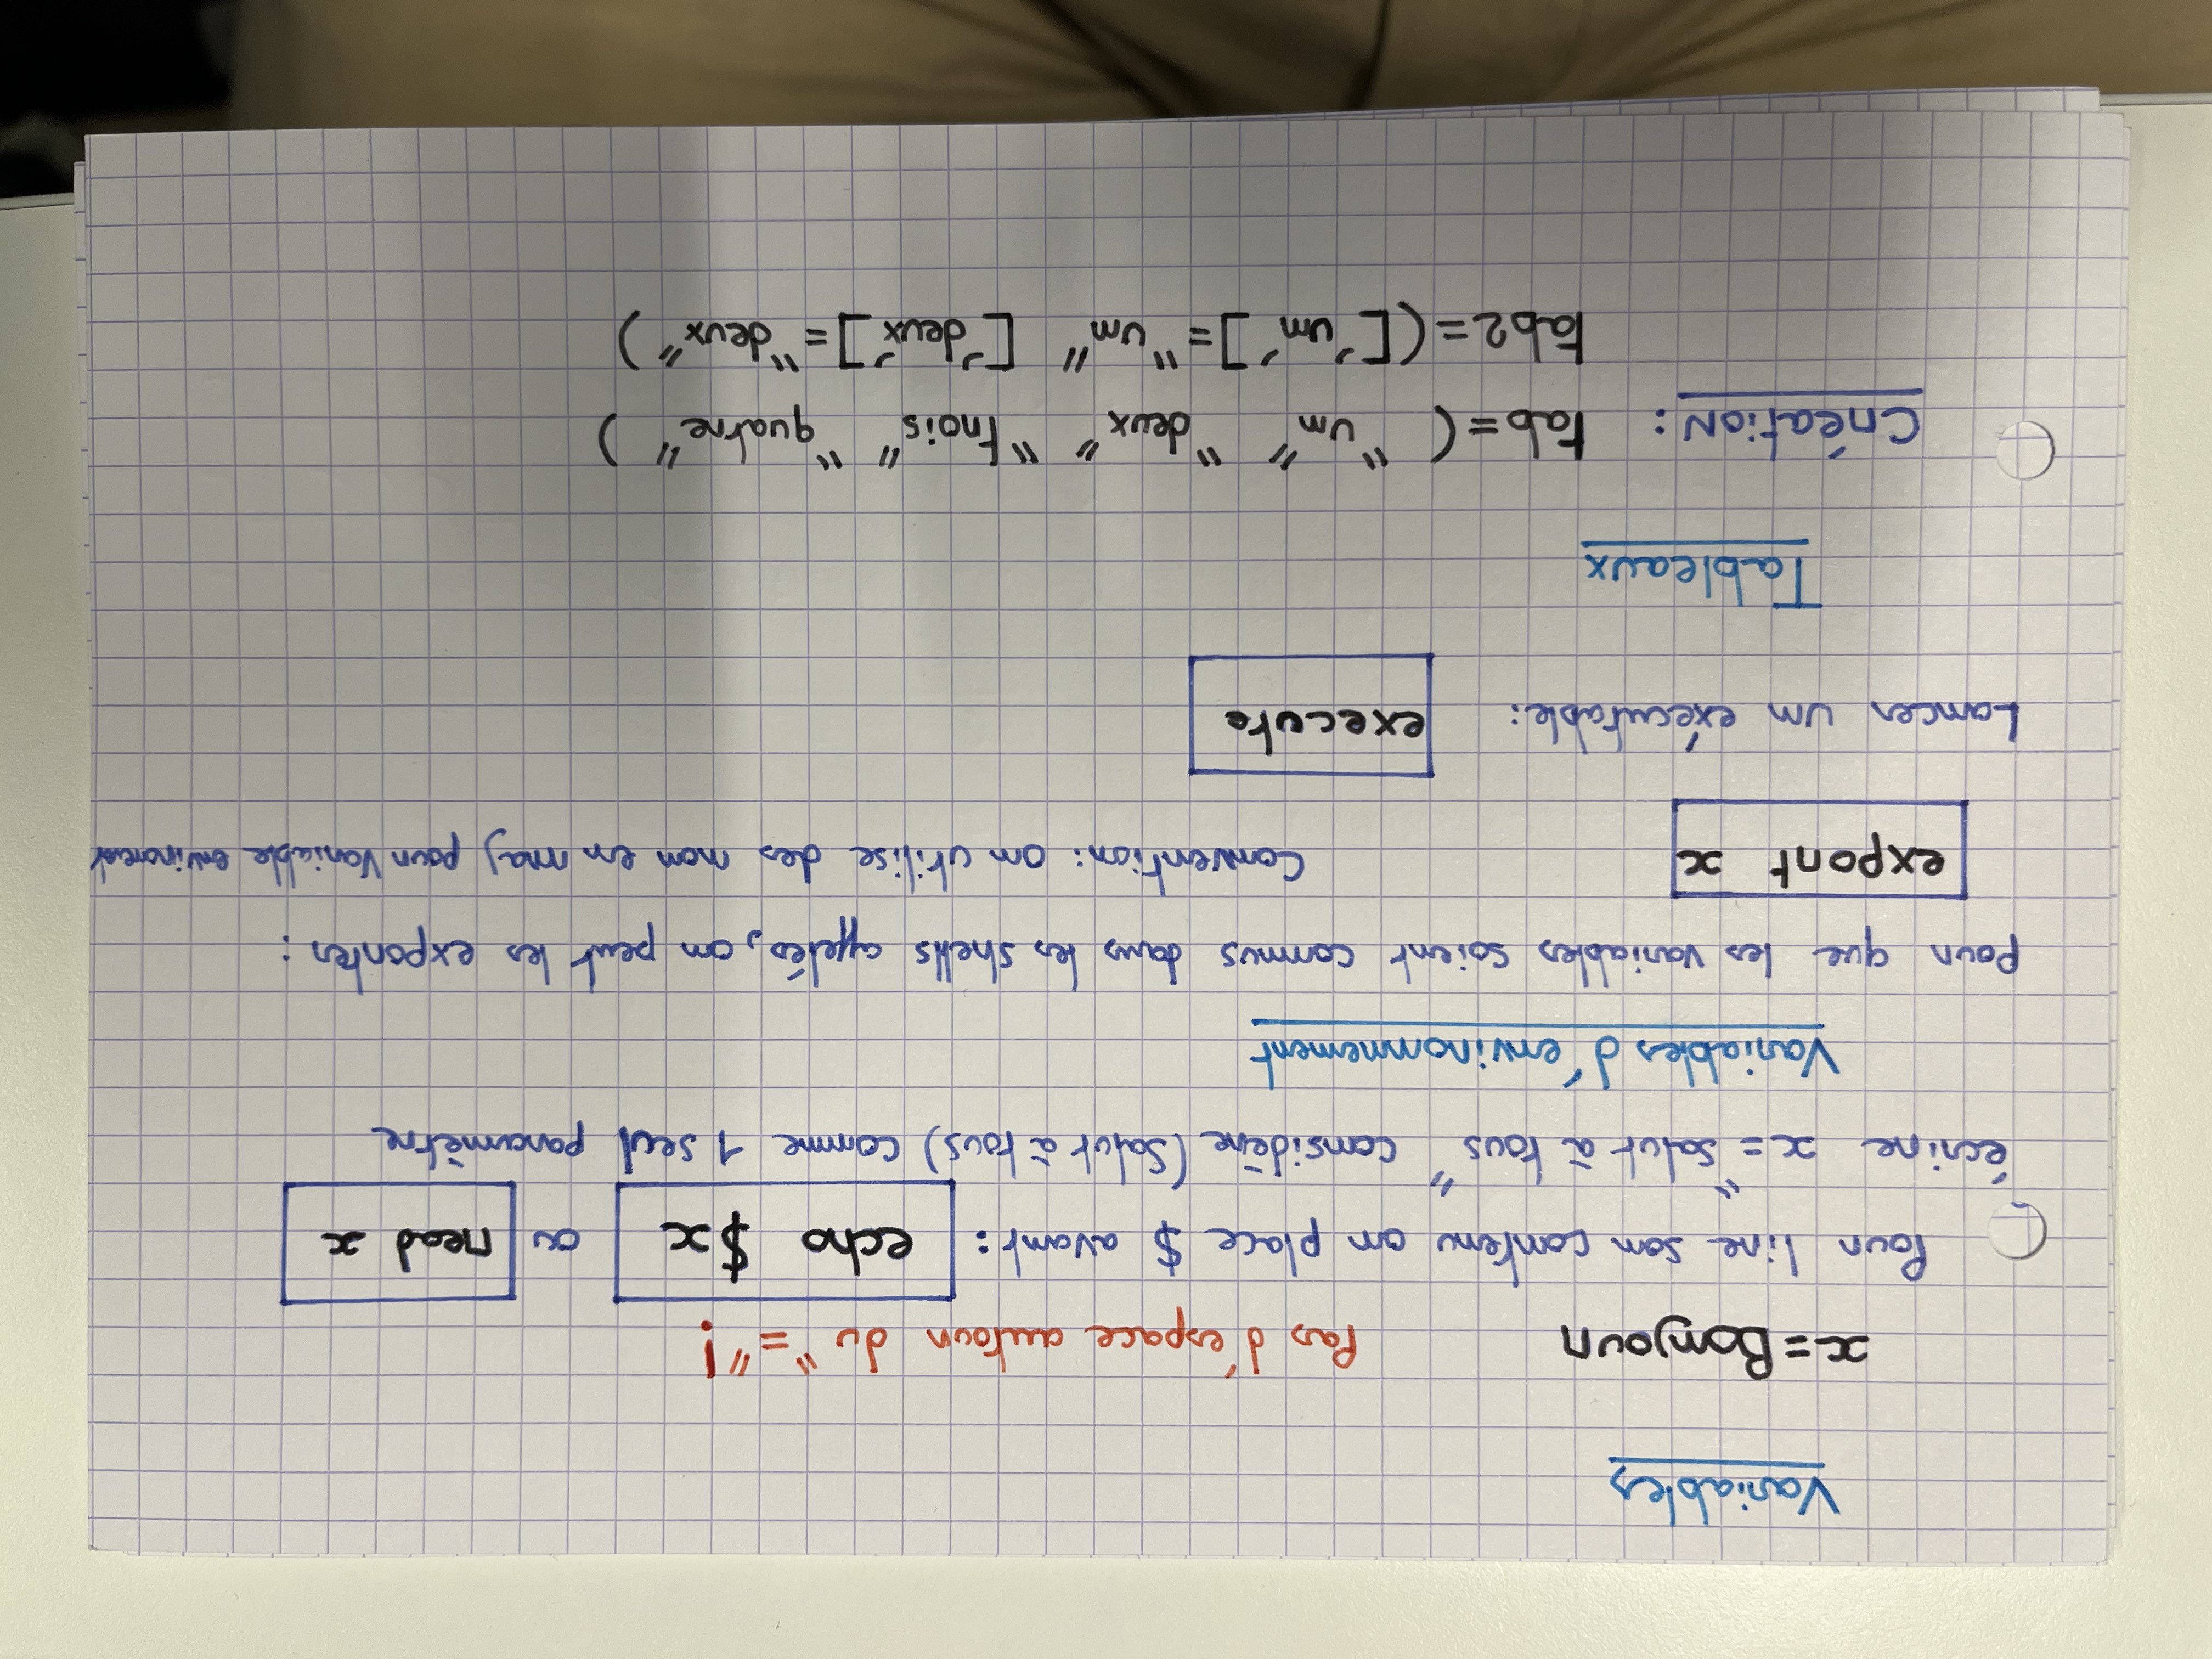 Variables
x=Bonjour Pas d'espace autour du "="!
Pour lire son contenu on place $ avant: echo $x ou read x
écrire x="salut à tous" considère (Salut à tous) comme 1 seul paramètre
Variables d'environnement
Pour que les variables soient connus dans les shells appelés, on peut les exporter:
export x Convention: on utilise des nom en maj pour Variable
Lancer un exécutable: execute
Tableaux
Création: tab=( "un" "deux" "trois" "quatre" )
tab2=(['un']="un" ['deux']="deux")